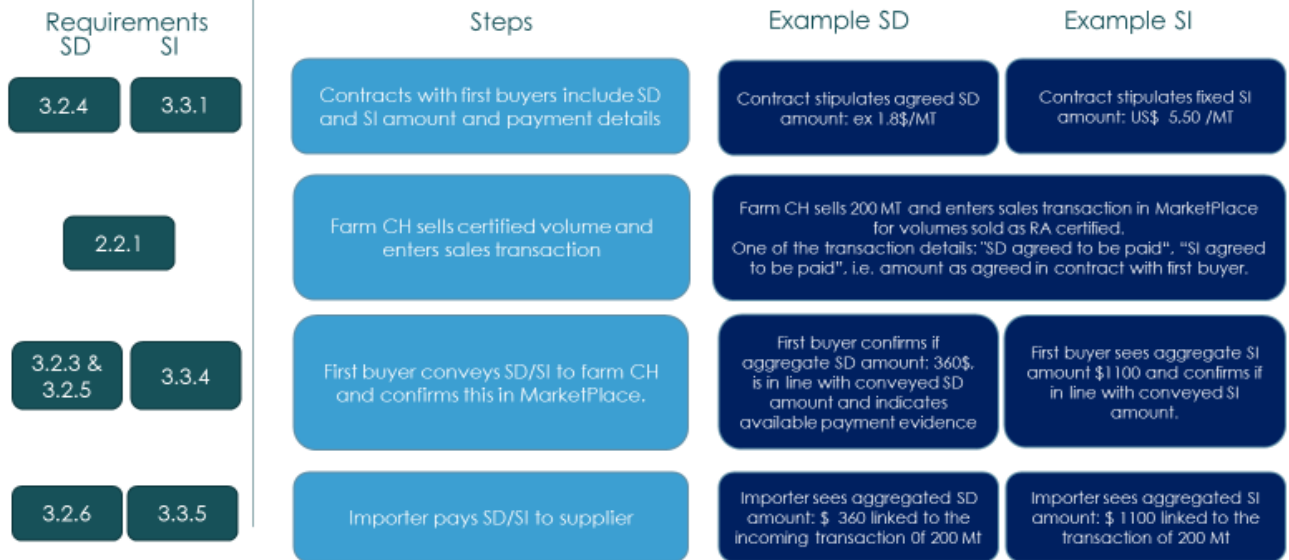 Requirements
SD SI
Steps
Example SD
Example SI
3.2.4
3.3.1
Contracts with first buyers include SD
and SI amount and payment details
Contract stipulates agreed SD
amount: ex 1.8$/MT
Contract stipulates fixed SI
amount: US$ 5.50 /MT
2.2.1
Farm CH sells certified volume and
enters sales transaction
Farm CH sells 200 MT and enters sales transaction in MarketPlace
for volumes sold as RA certified.
One of the transaction details: "SD agreed to be paid", "SI agreed
to be paid", i.e. amount as agreed in contract with first buyer.
3.2.3 &
3.2.5
3.3.4
First buyer conveys SD/SI to farm CH
and confirms this in MarketPlace.
First buyer confirms if
aggregate SD amount: 360$,
is in line with conveyed SD
amount and indicates
available payment evidence
First buyer sees aggregate SI
amount $1100 and confirms if
in line with conveyed SI
amount.
3.2.6
3.3.5
Importer pays SD/SI to supplier
Importer sees aggregated SD
amount: $ 360 linked to the
incoming transaction of 200 Mt
Importer sees aggregated SI
amount: $ 1100 linked to the
transaction of 200 Mt